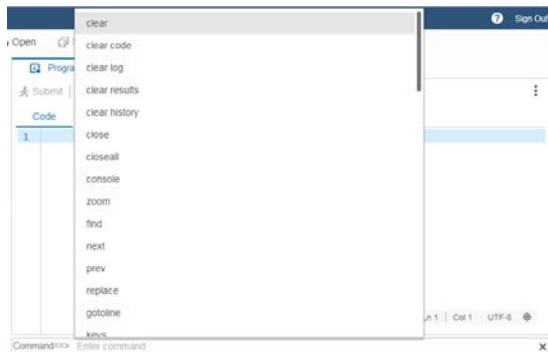 Sign Out
Open
Progra
Submit
Code
1
clear
clear code
clear log
clear results
clear history
close
closeall
console
zoom
find
next
prev
replace
gotoline
keys
Ln 1 Col 1 UTF-8
Command==> Enter command